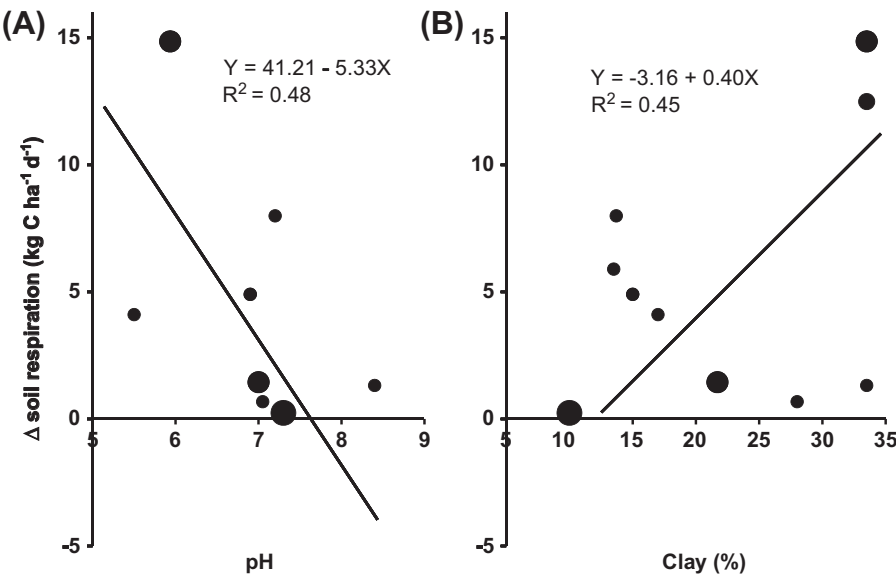 (A)
15
10
5
0
-5
5 6 7 8 9
Δ soil respiration (kg C ha⁻¹ d⁻¹)
pH
Y = 41.21 - 5.33X
R² = 0.48
(B)
15
10
5
0
-5
5 10 15 20 25 30 35
Clay (%)
Y = -3.16 + 0.40X
R² = 0.45